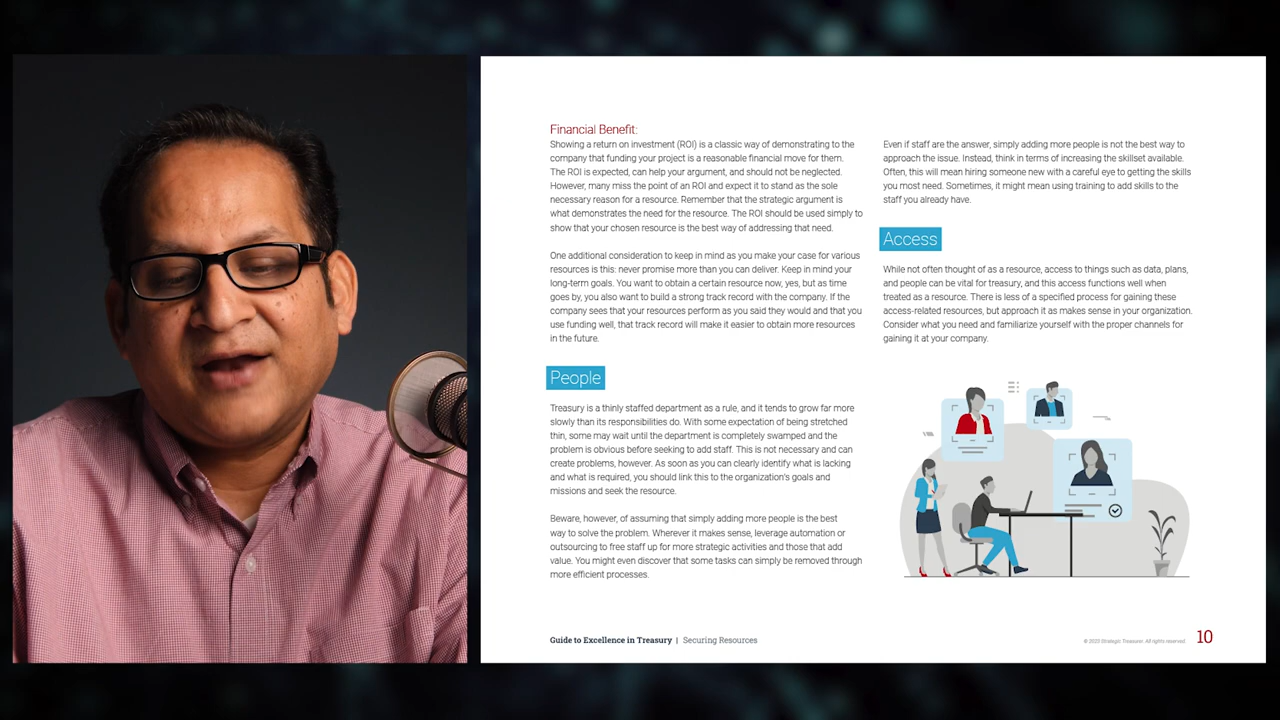 Financial Benefit:
Showing a return on investment (ROI) is a classic way of demonstrating to the
company that funding your project is a reasonable financial move for them.
The ROI is expected, can help your argument, and should not be neglected.
However, many miss the point of an ROI and expect it to stand as the sole
necessary reason for a resource. Remember that the strategic argument is
what demonstrates the need for the resource. The ROI should be used simply to
show that your chosen resource is the best way of addressing that need.
One additional consideration to keep in mind as you make your case for various
resources is this: never promise more than you can deliver. Keep in mind your
long-term goals. You want to obtain a certain resource now, yes, but as time
goes by, you also want to build a strong track record with the company. If the
company sees that your resources perform as you said they would and that you
use funding well, that track record will make it easier to obtain more resources
in the future.
People
Treasury is a thinly staffed department as a rule, and it tends to grow far more
slowly than its responsibilities do. With some expectation of being stretched
thin, some may wait until the department is completely swamped and the
problem is obvious before seeking to add staff. This is not necessary and can
create problems, however. As soon as you can clearly identify what is lacking
and what is required, you should link this to the organization's goals and
missions and seek the resource.
Beware, however, of assuming that simply adding more people is the best
way to solve the problem. Wherever it makes sense, leverage automation or
outsourcing to free staff up for more strategic activities and those that add
value. You might even discover that some tasks can simply be removed through
more efficient processes.
Even if staff are the answer, simply adding more people is not the best way to
approach the issue. Instead, think in terms of increasing the skillset available.
Often, this will mean hiring someone new with a careful eye to getting the skills
you most need. Sometimes, it might mean using training to add skills to the
staff you already have.
Access
While not often thought of as a resource, access to things such as data, plans,
and people can be vital for treasury, and this access functions well when
treated as a resource. There is less of a specified process for gaining these
access-related resources, but approach it as makes sense in your organization.
Consider what you need and familiarize yourself with the proper channels for
gaining it at your company.
Guide to Excellence in Treasury | Securing Resources
© 2023 Strategic Treasurer. All rights reserved. 10